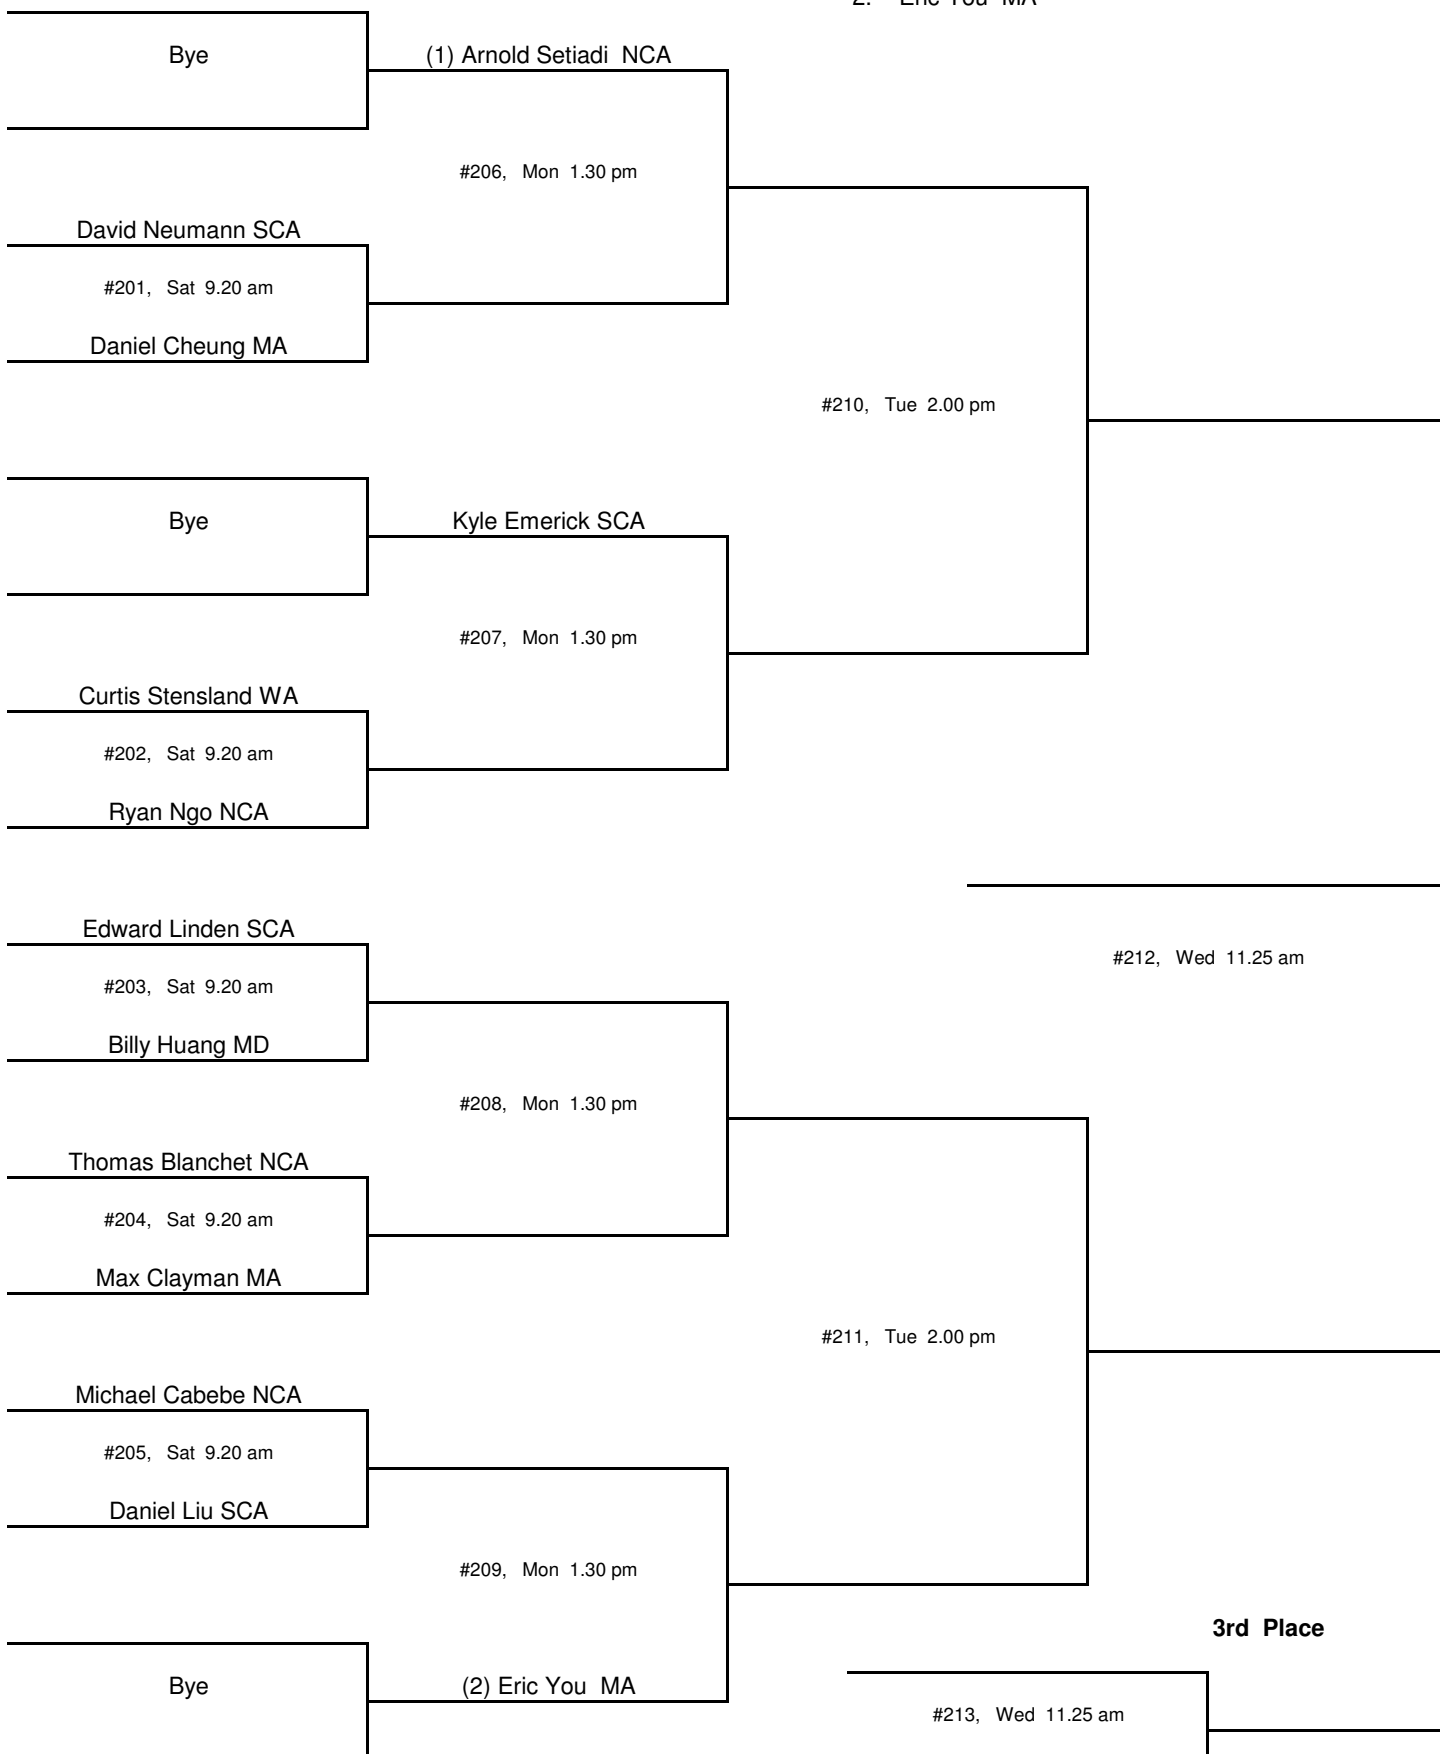 2. Eric You MA
Bye
(1) Arnold Setiadi NCA
#206, Mon 1.30 pm
David Neumann SCA
#201, Sat 9.20 am
Daniel Cheung MA
#210, Tue 2.00 pm
Bye
Kyle Emerick SCA
#207, Mon 1.30 pm
Curtis Stensland WA
#202, Sat 9.20 am
Ryan Ngo NCA
Edward Linden SCA
#212, Wed 11.25 am
#203, Sat 9.20 am
Billy Huang MD
#208, Mon 1.30 pm
Thomas Blanchet NCA
#204, Sat 9.20 am
Max Clayman MA
#211, Tue 2.00 pm
Michael Cabebe NCA
#205, Sat 9.20 am
Daniel Liu SCA
#209, Mon 1.30 pm
3rd Place
Bye
(2) Eric You MA
#213, Wed 11.25 am